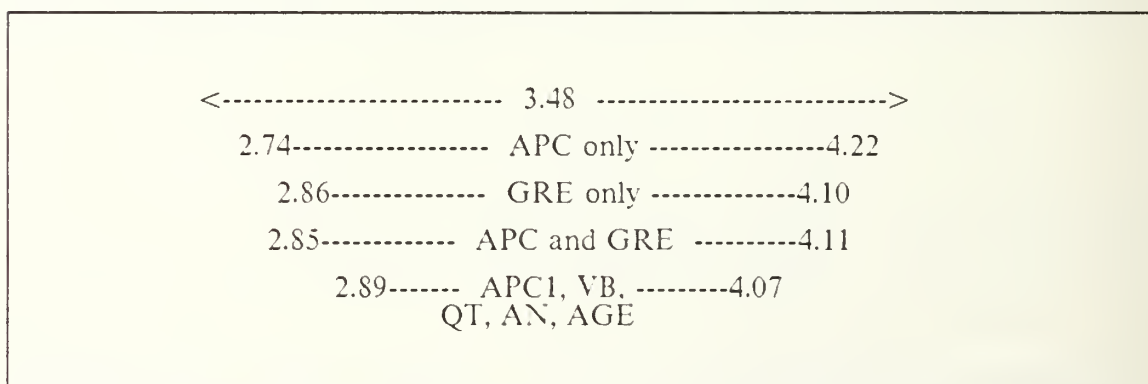 <--------------------------- 3.48 ---------------------------->
2.74------------------ APC only -----------------4.22
2.86-------------- GRE only --------------4.10
2.85------------- APC and GRE ----------4.11
2.89------- APC1, VB, ---------4.07
QT, AN, AGE